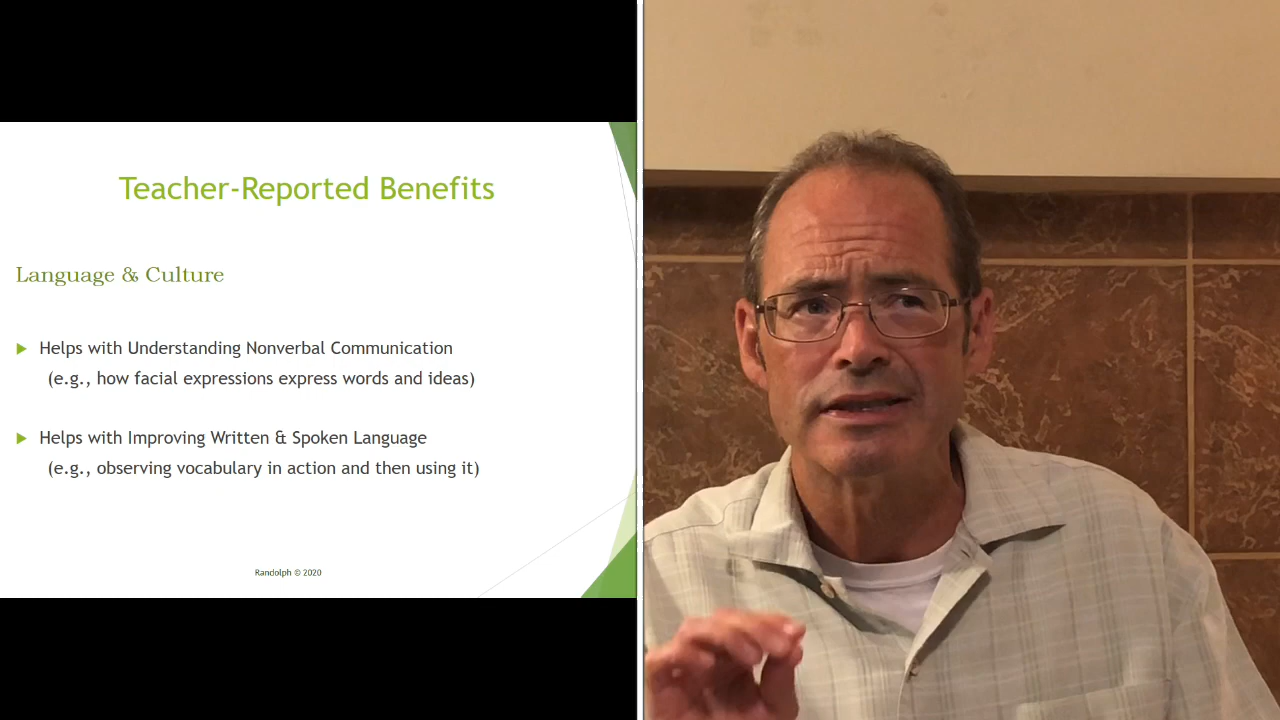 Teacher-Reported Benefits
Language & Culture
Helps with Understanding Nonverbal Communication
(e.g., how facial expressions express words and ideas)
Helps with Improving Written & Spoken Language
(e.g., observing vocabulary in action and then using it)
Randolph © 2020